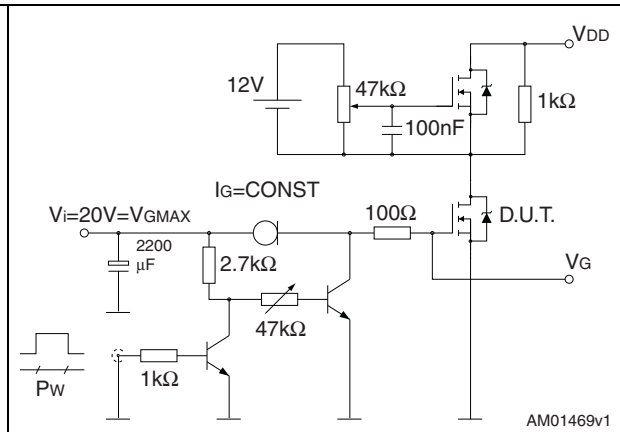 VDD
12V
47kΩ
1kΩ
100nF
IG=CONST
Vi=20V=VGMAX
100Ω
D.U.T.
2200
μF
2.7kΩ
VG
47kΩ
1kΩ
PW
AM01469v1